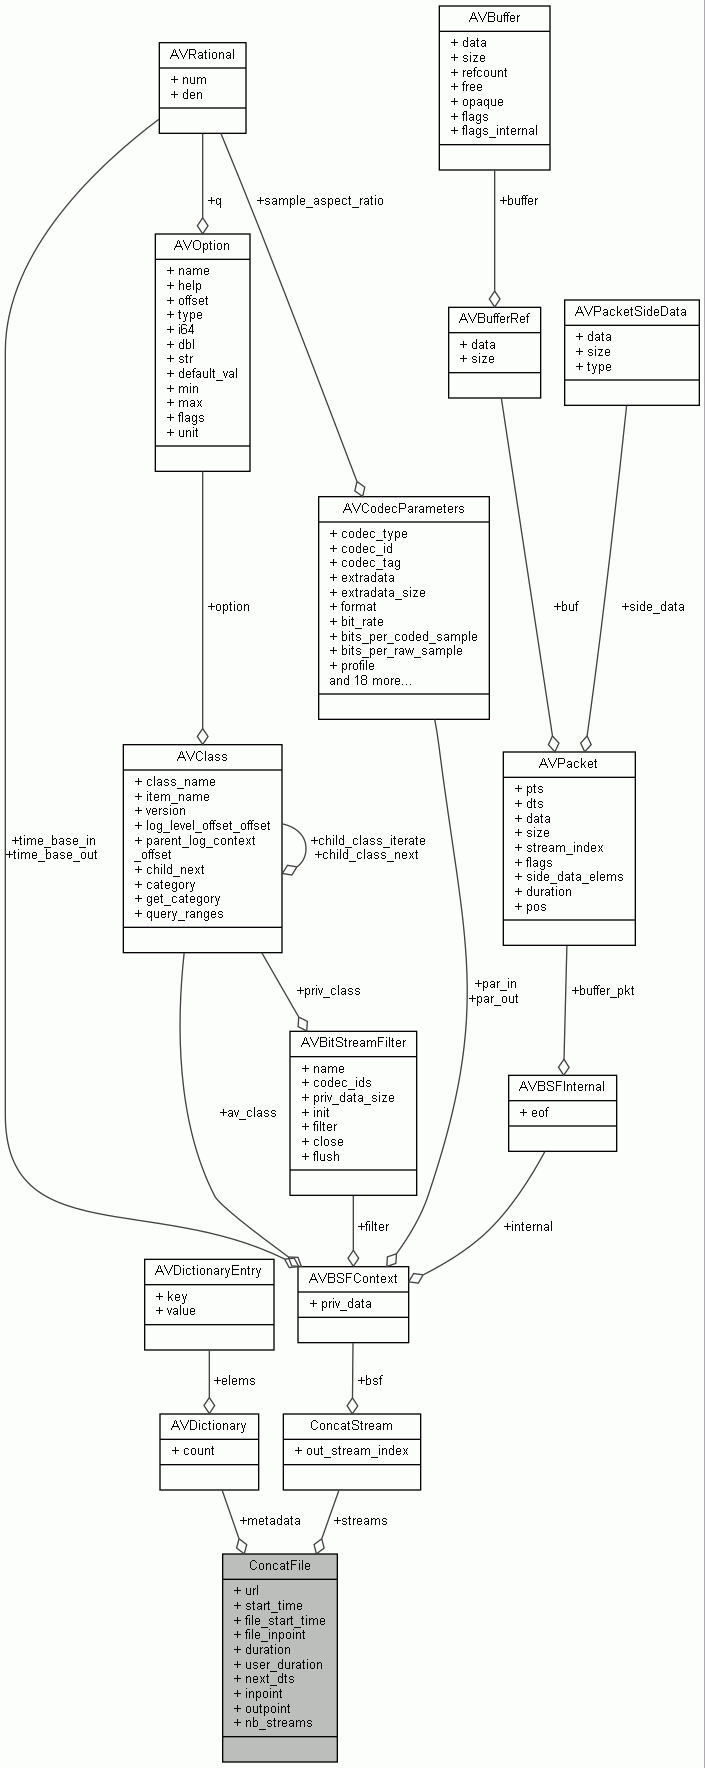 AVBuffer
+ data
+ size
+ refcount
+ free
+ opaque
+ flags
+ flags_internal
AVRational
+ num
+ den
+buffer
+q
+sample_aspect_ratio
AVOption
+ name
+ help
+ offset
+ type
+ i64
+ dbl
+ str
+ default_val
+ min
+ max
+ flags
+ unit
AVBufferRef
+ data
+ size
AVPacketSideData
+ data
+ size
+ type
AVCodecParameters
+ codec_type
+ codec_id
+ codec_tag
+ extradata
+ extradata_size
+ format
+ bit_rate
+ bits_per_coded_sample
+ bits_per_raw_sample
+ profile
and 18 more...
+option
+buf
+side_data
AVClass
+ class_name
+ item_name
+ version
+ log_level_offset_offset
+ parent_log_context
_offset
+ child_next
+ category
+ get_category
+ query_ranges
+child_class_iterate
+child_class_next
+time_base_in
+time_base_out
AVPacket
+ pts
+ dts
+ data
+ size
+ stream_index
+ flags
+ side_data_elems
+ duration
+ pos
+priv_class
+par_in
+par_out
+buffer_pkt
AVBitStreamFilter
+ name
+ codec_ids
+ priv_data_size
+ init
+ filter
+ close
+ flush
+av_class
AVBSFInternal
+ eof
+filter
+internal
AVDictionaryEntry
+ key
+ value
AVBSFContext
+ priv_data
+elems
+bsf
AVDictionary
+ count
ConcatStream
+ out_stream_index
+metadata
+streams
ConcatFile
+ url
+ start_time
+ file_start_time
+ file_inpoint
+ duration
+ user_duration
+ next_dts
+ inpoint
+ outpoint
+ nb_streams